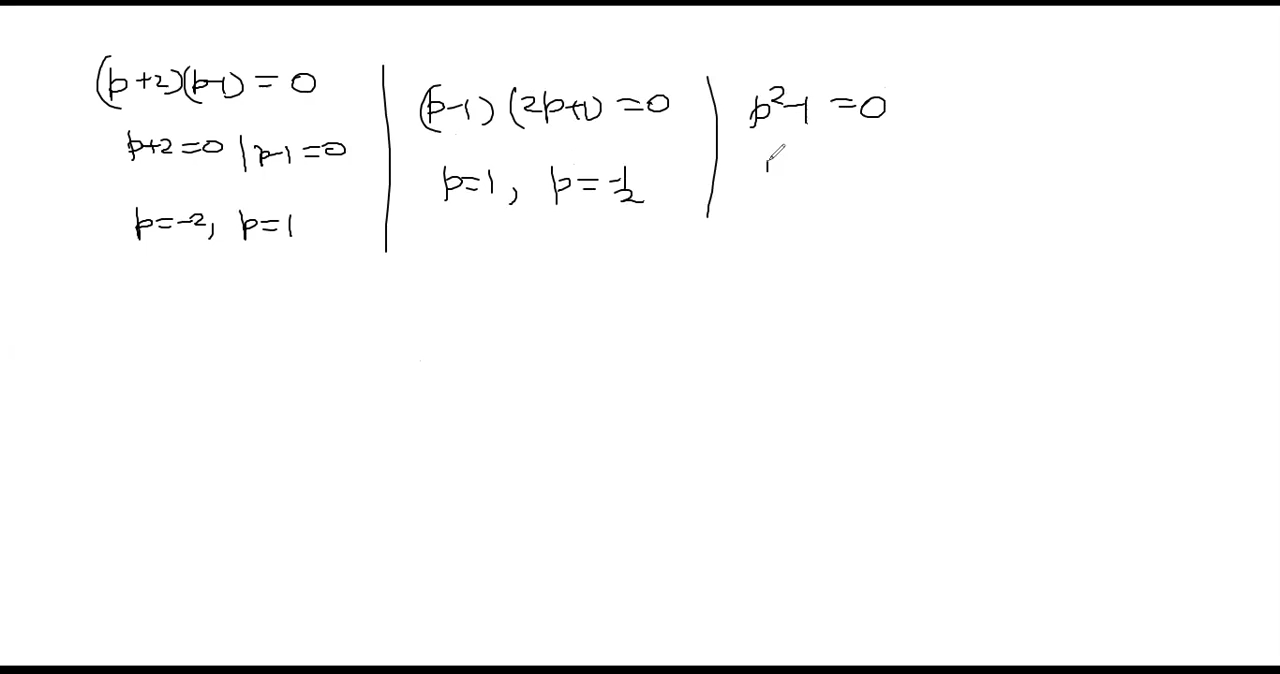 (p+2)(p-1) = 0
p+2=0 | p-1=0
p=-2, p=1
(p-1) (2p+1) =0
p=1, p= -1/2
p²-1 =0